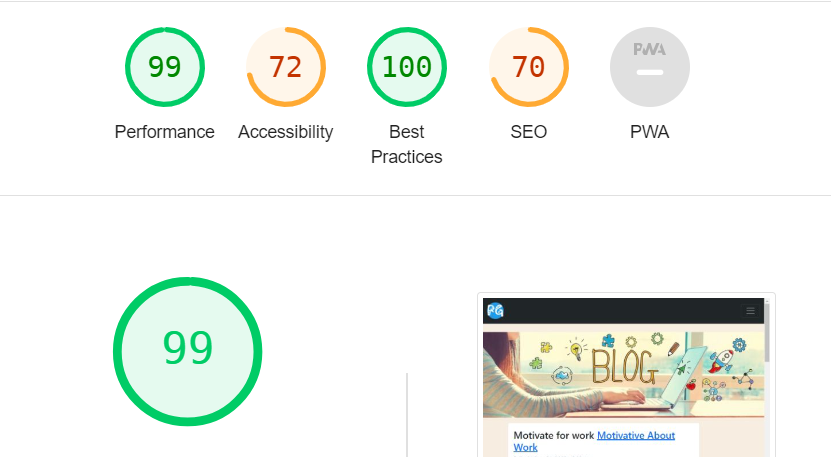 99
72
100
70
PWA
Performance
Accessibility
Best
Practices
SEO
PWA
99
PG
BLOG
Motivate for work Motivative About
Work